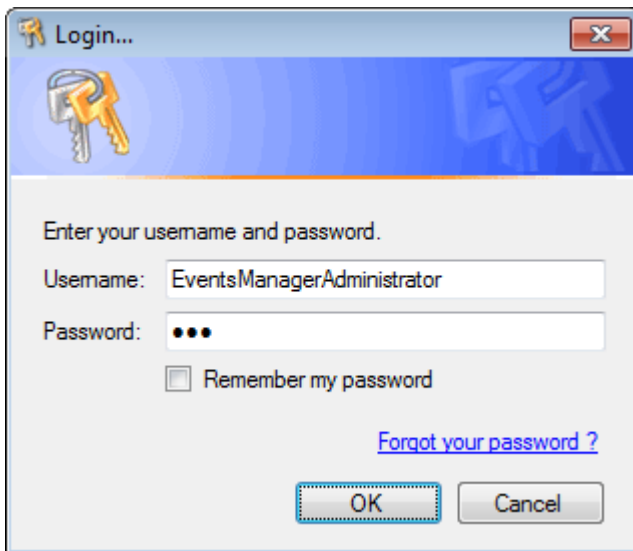 Login...
Enter your username and password.
Username: EventsManagerAdministrator
Password: ●●●
Remember my password
Forgot your password ?
OK Cancel